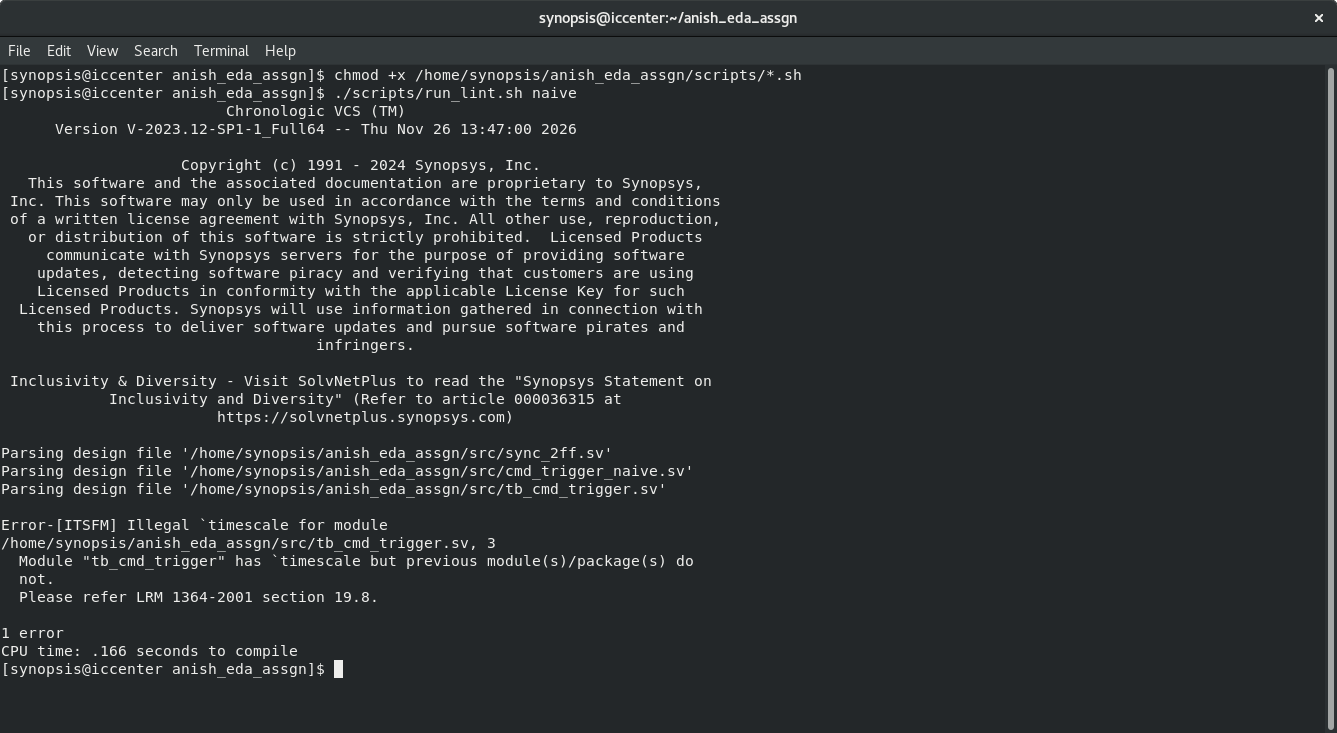 synopsis@iccenter:~/anish_eda_assgn
×
File Edit View Search Terminal Help
[synopsis@iccenter anish_eda_assgn]$ chmod +x /home/synopsis/anish_eda_assgn/scripts/*.sh
[synopsis@iccenter anish_eda_assgn]$ ./scripts/run_lint.sh naive
Chronologic VCS (TM)
Version V-2023.12-SP1-1_Full64 -- Thu Nov 26 13:47:00 2026
Copyright (c) 1991 - 2024 Synopsys, Inc.
This software and the associated documentation are proprietary to Synopsys,
Inc. This software may only be used in accordance with the terms and conditions
of a written license agreement with Synopsys, Inc. All other use, reproduction,
or distribution of this software is strictly prohibited.  Licensed Products
communicate with Synopsys servers for the purpose of providing software
updates, detecting software piracy and verifying that customers are using
Licensed Products in conformity with the applicable License Key for such
Licensed Products. Synopsys will use information gathered in connection with
this process to deliver software updates and pursue software pirates and
infringers.
Inclusivity & Diversity - Visit SolvNetPlus to read the "Synopsys Statement on
Inclusivity and Diversity" (Refer to article 000036315 at
https://solvnetplus.synopsys.com)
Parsing design file '/home/synopsis/anish_eda_assgn/src/sync_2ff.sv'
Parsing design file '/home/synopsis/anish_eda_assgn/src/cmd_trigger_naive.sv'
Parsing design file '/home/synopsis/anish_eda_assgn/src/tb_cmd_trigger.sv'
Error-[ITSFM] Illegal `timescale for module
/home/synopsis/anish_eda_assgn/src/tb_cmd_trigger.sv, 3
Module "tb_cmd_trigger" has `timescale but previous module(s)/package(s) do
not.
Please refer LRM 1364-2001 section 19.8.
1 error
CPU time: .166 seconds to compile
[synopsis@iccenter anish_eda_assgn]$